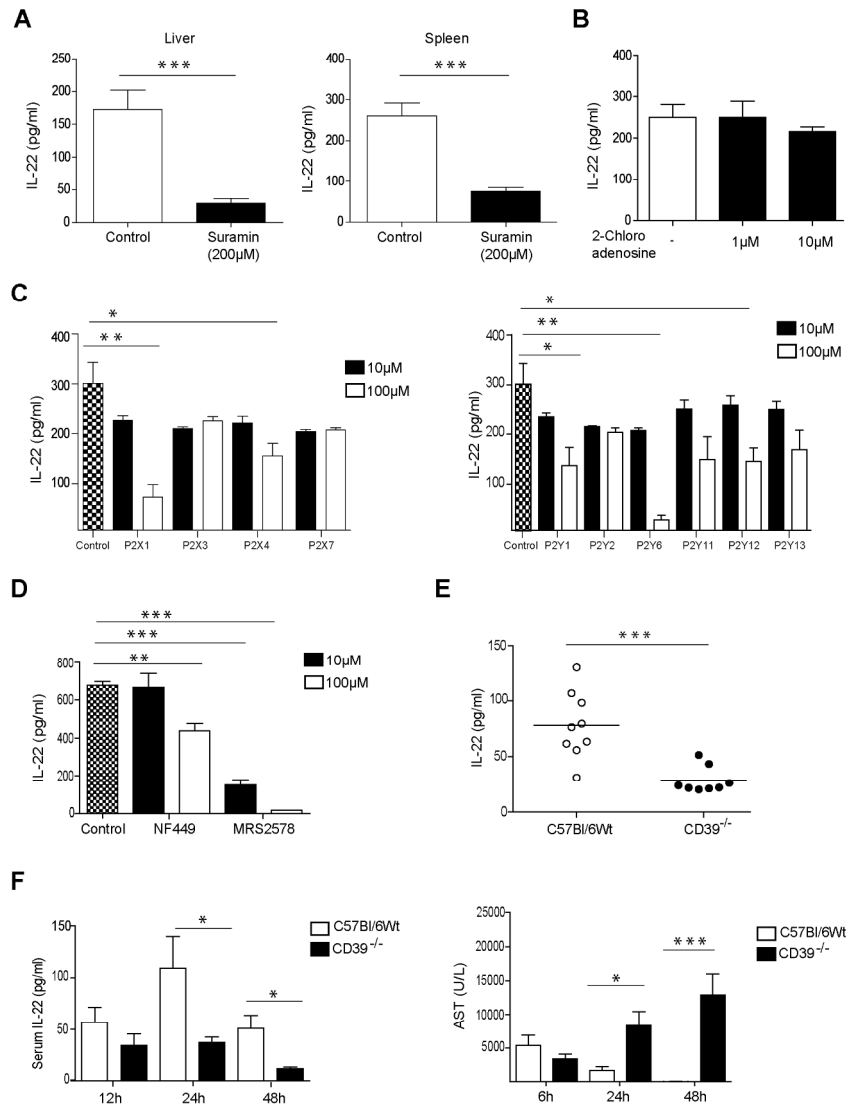 A
Liver
***
IL-22 (pg/ml)
250
200
150
100
50
0
Control
Suramin
(200µM)
Spleen
***
IL-22 (pg/ml)
400
300
200
100
0
Control
Suramin
(200µM)
B
IL-22 (pg/ml)
400
300
200
100
0
2-Chloro
adenosine
-
1µM
10µM
C
*
**
IL-22 (pg/ml)
400
300
200
100
10µM
100µM
Control
P2X1
P2X3
P2X4
P2X7
*
**
*
IL-22 (pg/ml)
400
300
200
100
10µM
100µM
Control
P2Y1
P2Y2
P2Y6
P2Y11
P2Y12
P2Y13
D
***
***
**
IL-22 (pg/ml)
800
600
400
200
0
10µM
100µM
Control
NF449
MRS2578
E
***
IL-22 (pg/ml)
150
100
50
0
C57Bl/6Wt
CD39-/-
F
Serum IL-22 (pg/ml)
150
100
50
0
*
*
C57Bl/6Wt
CD39-/-
12h
24h
48h
AST (U/L)
25000
20000
15000
10000
5000
*
***
C57Bl/6Wt
CD39-/-
6h
24h
48h